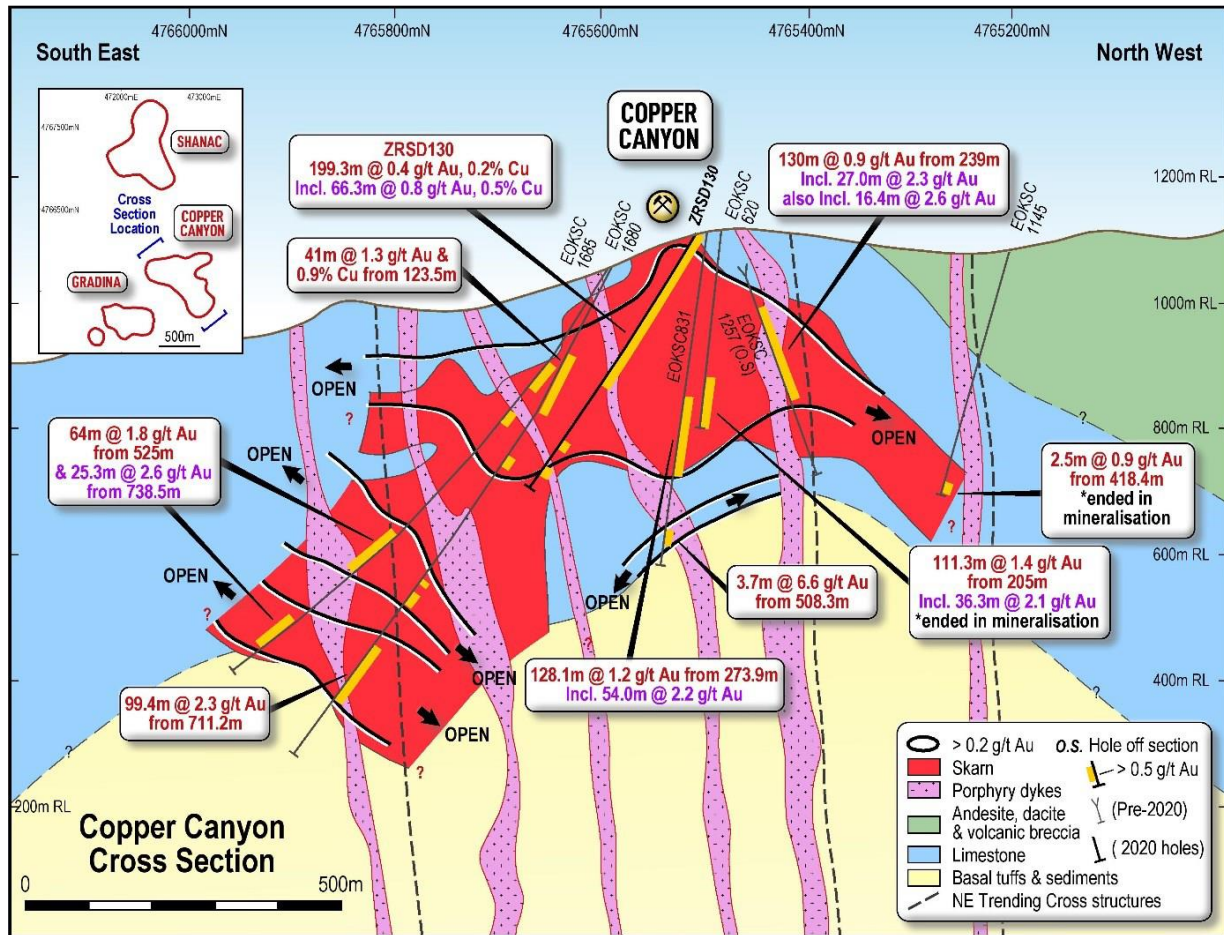 4766000mN
4765800mN
4765600mN
4765400mN
4765200mN
South East
North West
472000mE
473000mE
4767500mN
SHANAC
4766500mN
Cross
Section
Location
COPPER
CANYON
GRADINA
500m
COPPER
CANYON
ZRSD130
199.3m @ 0.4 g/t Au, 0.2% Cu
Incl. 66.3m @ 0.8 g/t Au, 0.5% Cu
130m @ 0.9 g/t Au from 239m
Incl. 27.0m @ 2.3 g/t Au
also Incl. 16.4m @ 2.6 g/t Au
41m @ 1.3 g/t Au &
0.9% Cu from 123.5m
EOKSC
1685
EOKSC
1680
ZRSD130
EOKSC
620
EOKSC
1145
EOKSC831
EOKSC
1257 (O.S)
1200m RL
1000m RL
800m RL
600m RL
400m RL
200m RL
OPEN
?
OPEN
?
64m @ 1.8 g/t Au
from 525m
& 25.3m @ 2.6 g/t Au
from 738.5m
OPEN
2.5m @ 0.9 g/t Au
from 418.4m
*ended in
mineralisation
?
OPEN
?
OPEN
3.7m @ 6.6 g/t Au
from 508.3m
111.3m @ 1.4 g/t Au
from 205m
Incl. 36.3m @ 2.1 g/t Au
*ended in mineralisation
?
OPEN
128.1m @ 1.2 g/t Au from 273.9m
Incl. 54.0m @ 2.2 g/t Au
99.4m @ 2.3 g/t Au
from 711.2m
OPEN
?
?
?
Copper Canyon
Cross Section
0
500m
> 0.2 g/t Au
O.S. Hole off section
Skarn
> 0.5 g/t Au
Porphyry dykes
Andesite, dacite
& volcanic breccia
(Pre-2020)
Limestone
( 2020 holes)
Basal tuffs & sediments
NE Trending Cross structures